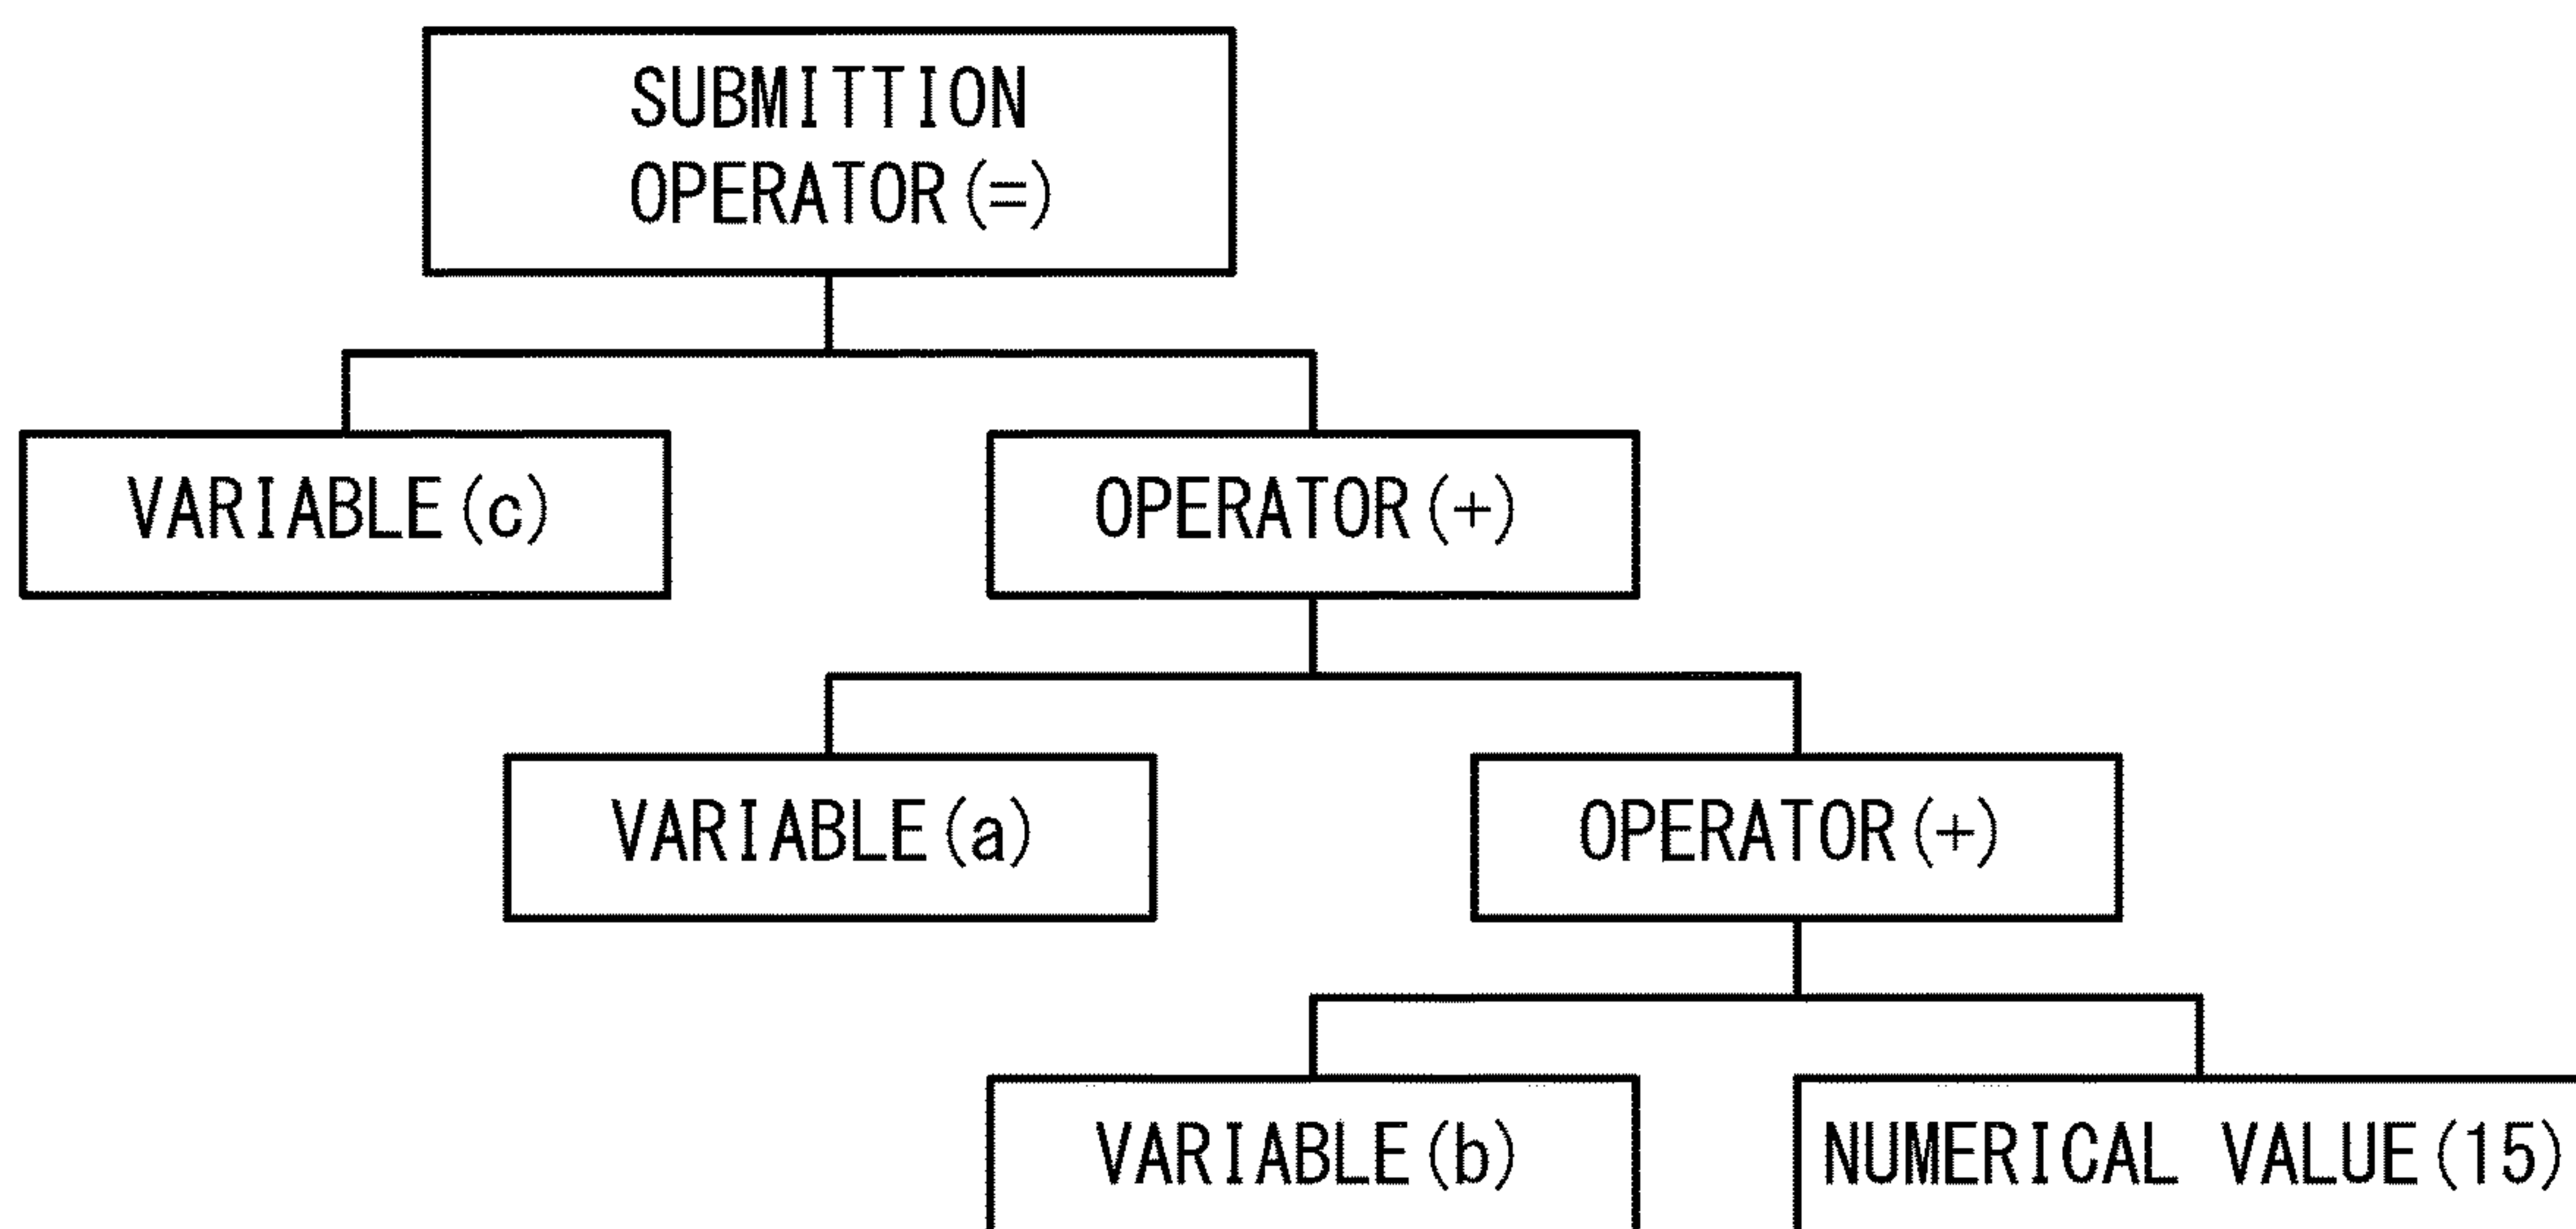 SUBMITTION
OPERATOR(=)
VARIABLE(c)
OPERATOR(+)
VARIABLE(a)
OPERATOR(+)
VARIABLE(b)
NUMERICAL VALUE(15)